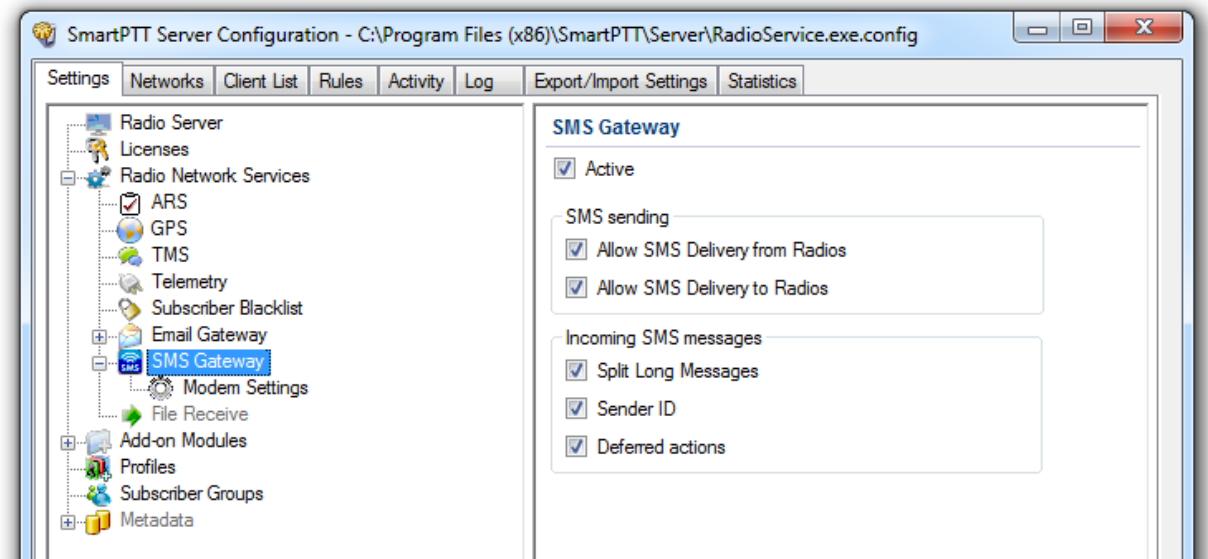 SmartPTT Server Configuration - C:\Program Files (x86)\SmartPTT\Server\RadioService.exe.config
Settings Networks Client List Rules Activity Log Export/Import Settings Statistics
Radio Server
Licenses
Radio Network Services
ARS
GPS
TMS
Telemetry
Subscriber Blacklist
Email Gateway
SMS Gateway
Modem Settings
File Receive
Add-on Modules
Profiles
Subscriber Groups
Metadata
SMS Gateway
Active
SMS sending
Allow SMS Delivery from Radios
Allow SMS Delivery to Radios
Incoming SMS messages
Split Long Messages
Sender ID
Deferred actions